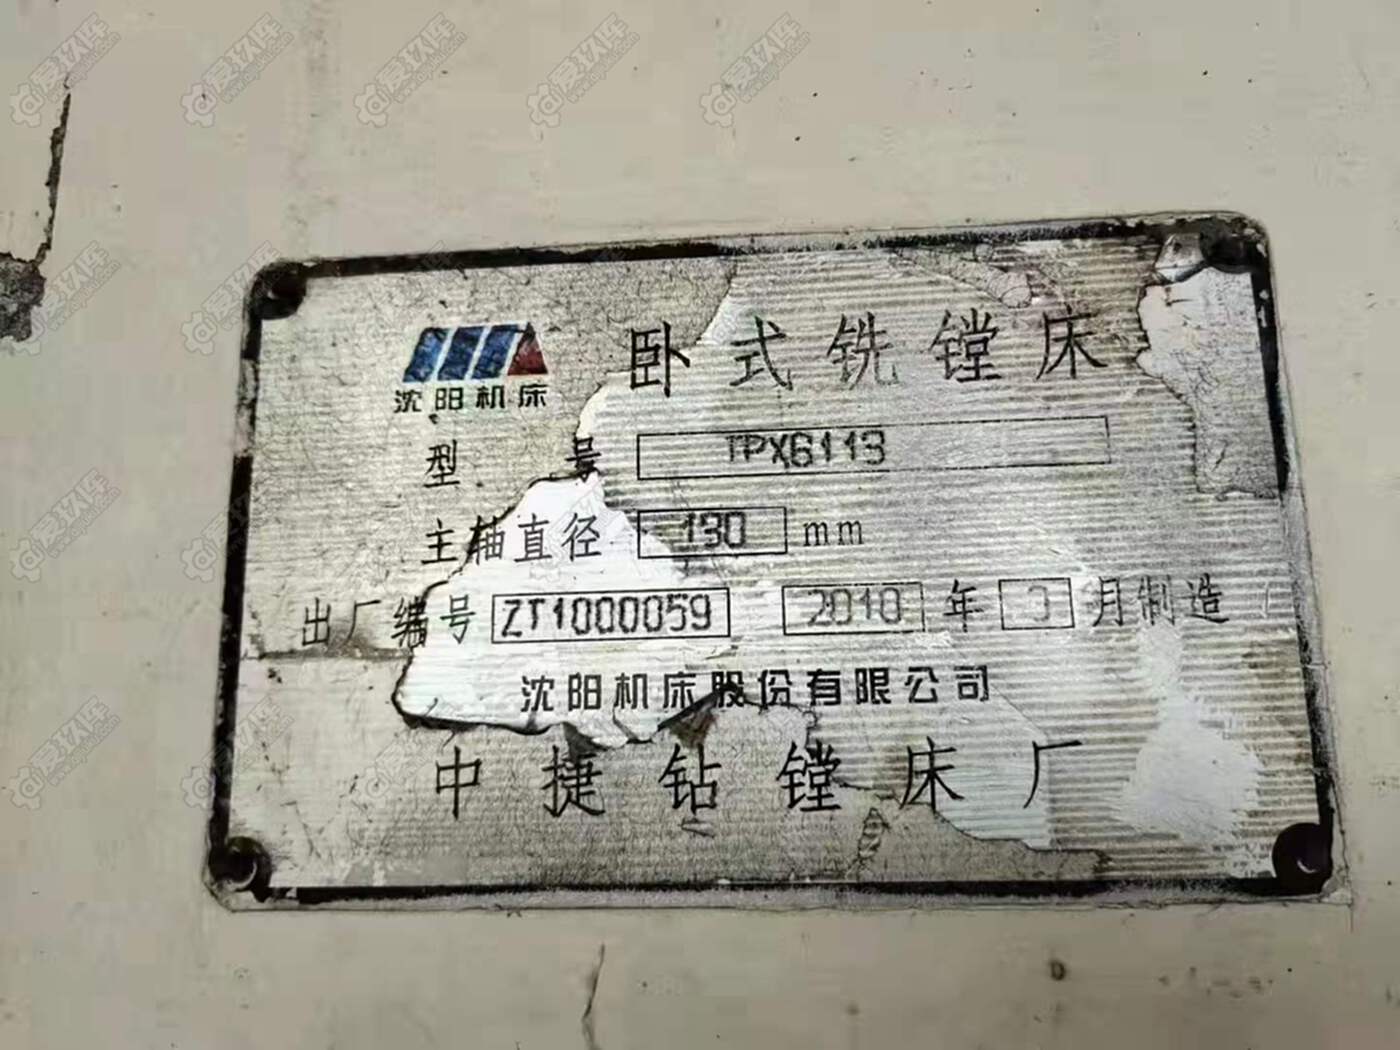 卧式铣镗床
沈阳机床
型号 TPX6113
主轴直径 130 mm
出厂编号 ZT1000059 2010 年 月制造
沈阳机床股份有限公司
中捷钻镗床厂